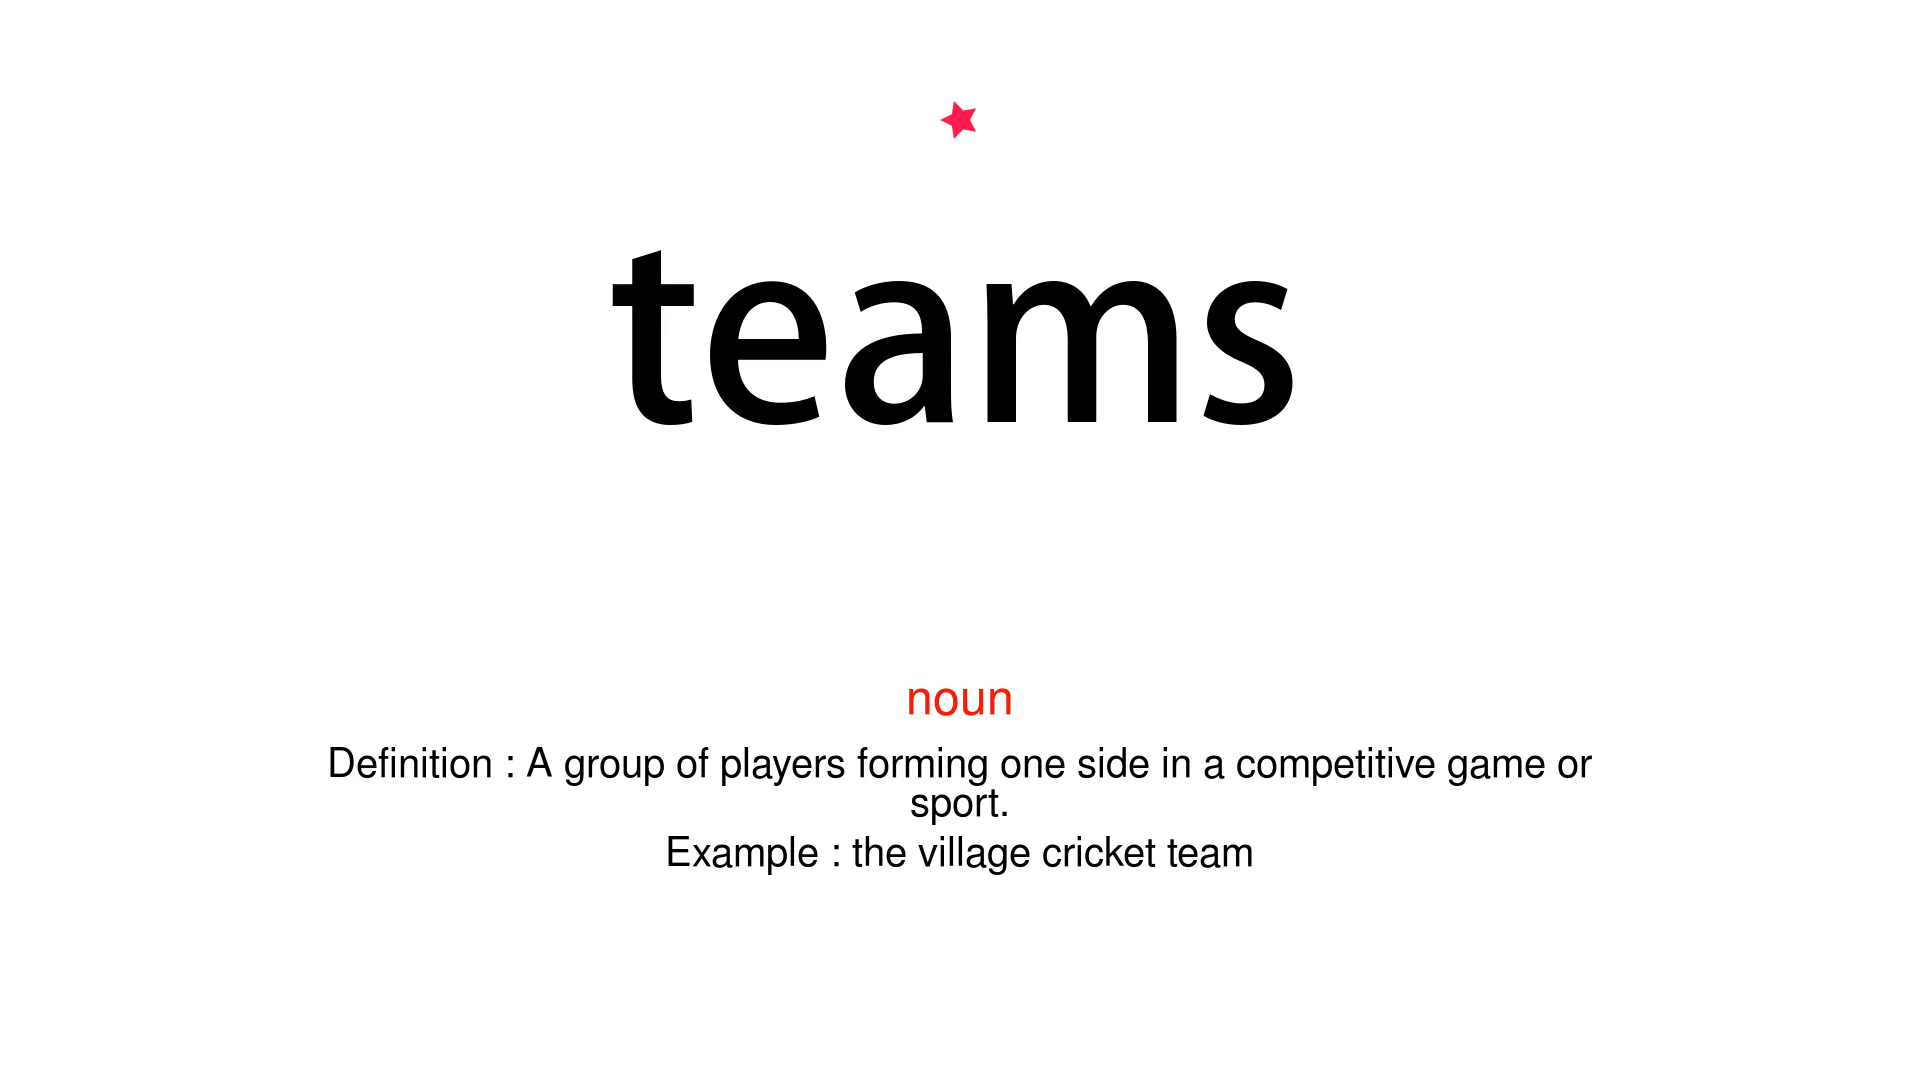 teams
noun
Definition : A group of players forming one side in a competitive game or
sport.
Example : the village cricket team